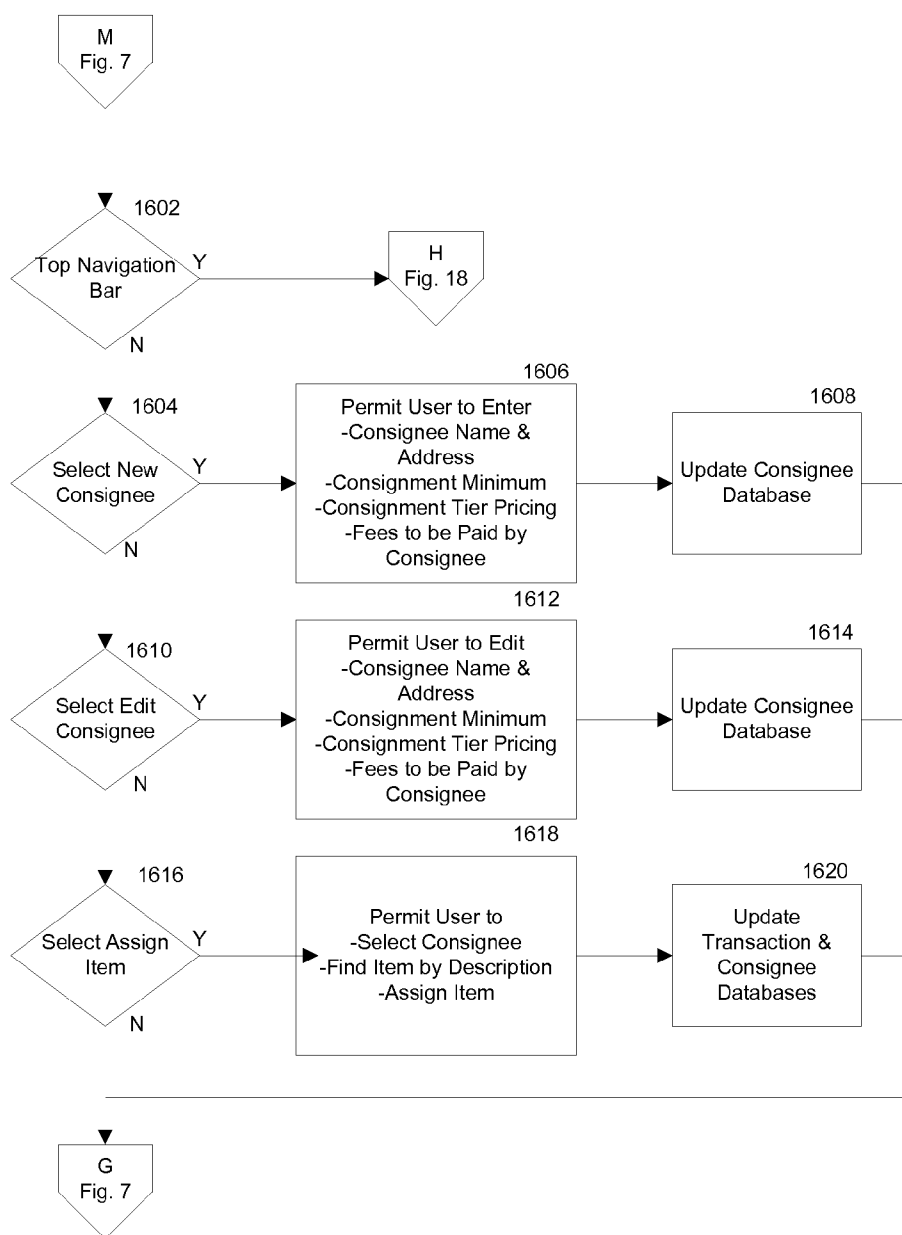 M
Fig. 7
1602
Top Navigation
Bar
Y
N
H
Fig. 18
1604
Select New
Consignee
Y
N
1606
Permit User to Enter
-Consignee Name &
Address
-Consignment Minimum
-Consignment Tier Pricing
-Fees to be Paid by
Consignee
1608
Update Consignee
Database
1610
Select Edit
Consignee
Y
N
1612
Permit User to Edit
-Consignee Name &
Address
-Consignment Minimum
-Consignment Tier Pricing
-Fees to be Paid by
Consignee
1614
Update Consignee
Database
1616
Select Assign
Item
Y
N
1618
Permit User to
-Select Consignee
-Find Item by Description
-Assign Item
1620
Update
Transaction &
Consignee
Databases
G
Fig. 7